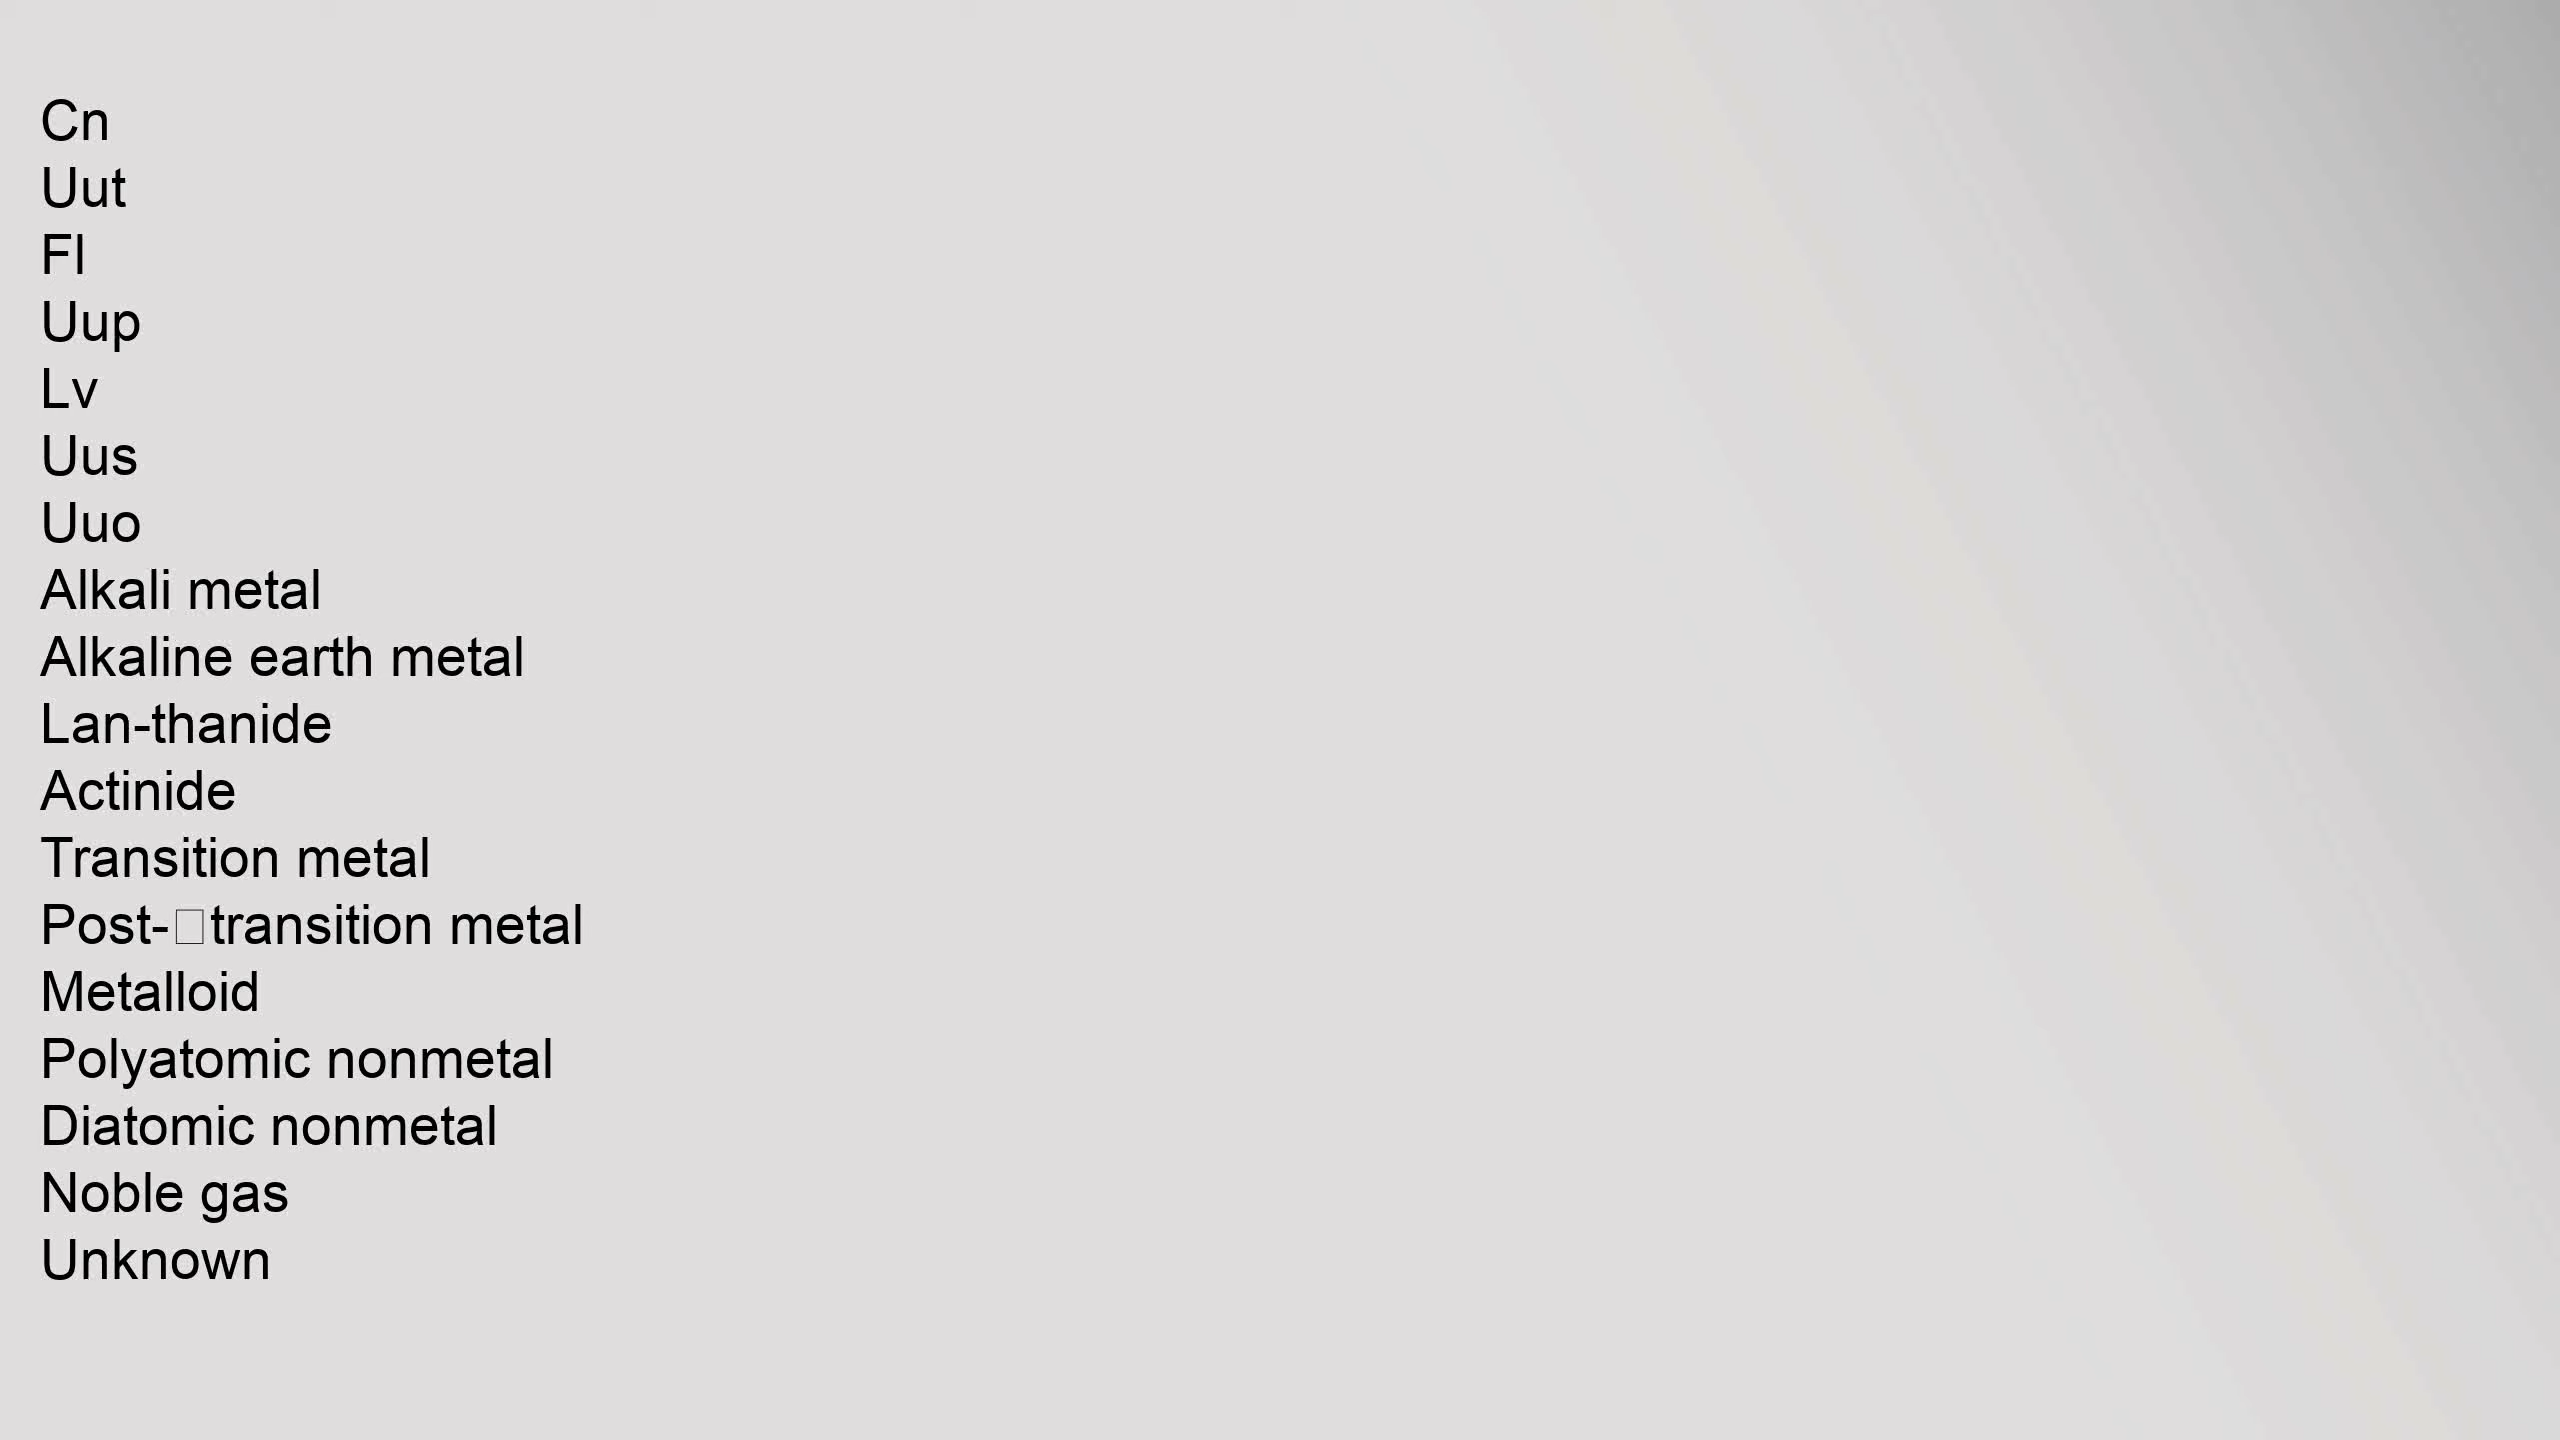 Cn
Uut
Fl
Uup
Lv
Uus
Uuo
Alkali metal
Alkaline earth metal
Lan-thanide
Actinide
Transition metal
Post-□transition metal
Metalloid
Polyatomic nonmetal
Diatomic nonmetal
Noble gas
Unknown